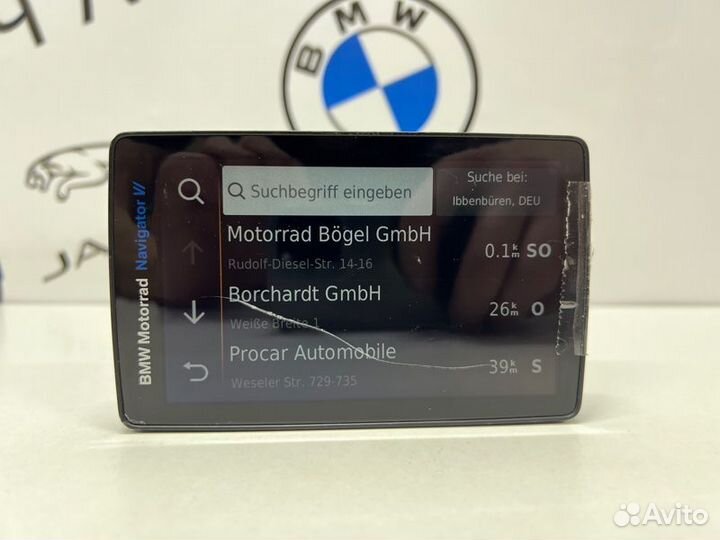 BMW
JA
BMW Motorrad Navigator VI
Suchbegriff eingeben
Suche bei:
Ibbenbüren, DEU
Motorrad Bögel GmbH
0.1 km SO
Rudolf-Diesel-Str. 14-16
Borchardt GmbH
26 km O
Weiße Breite 1
Procar Automobile
39 km S
Weseler Str. 729-735
Avito